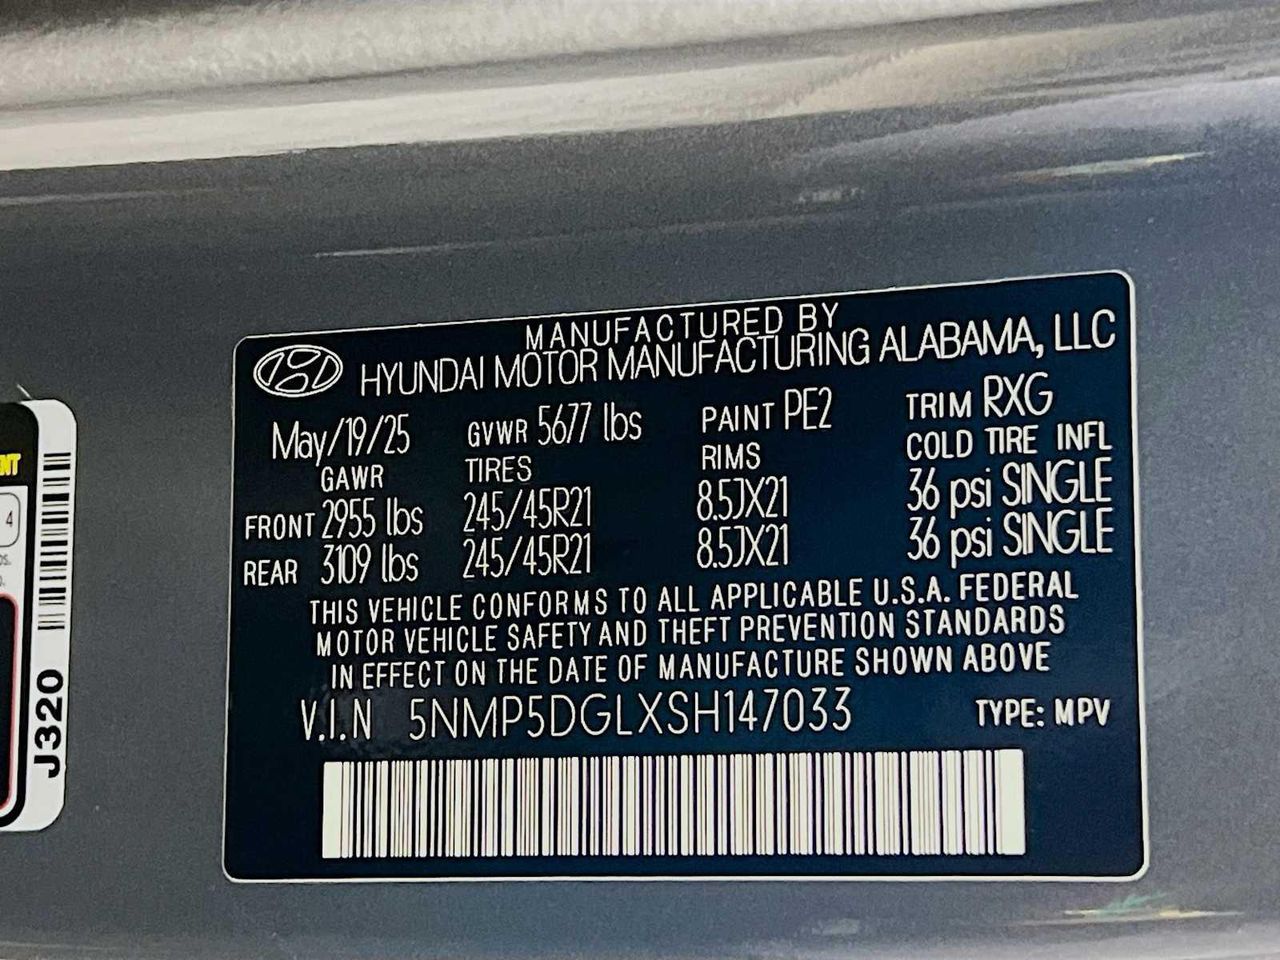 MANUFACTURED BY
HYUNDAI MOTOR MANUFACTURING ALABAMA, LLC
May/19/25 GVWR 5677 lbs PAINT PE2 TRIM RXG
GAWR TIRES RIMS COLD TIRE INFL
FRONT 2955 lbs 245/45R21 8.5JX21 36 psi SINGLE
REAR 3109 lbs 245/45R21 8.5JX21 36 psi SINGLE
THIS VEHICLE CONFORMS TO ALL APPLICABLE U.S.A. FEDERAL
MOTOR VEHICLE SAFETY AND THEFT PREVENTION STANDARDS
IN EFFECT ON THE DATE OF MANUFACTURE SHOWN ABOVE
V.I.N 5NMP5DGLXSH147033 TYPE: MPV
4
J320